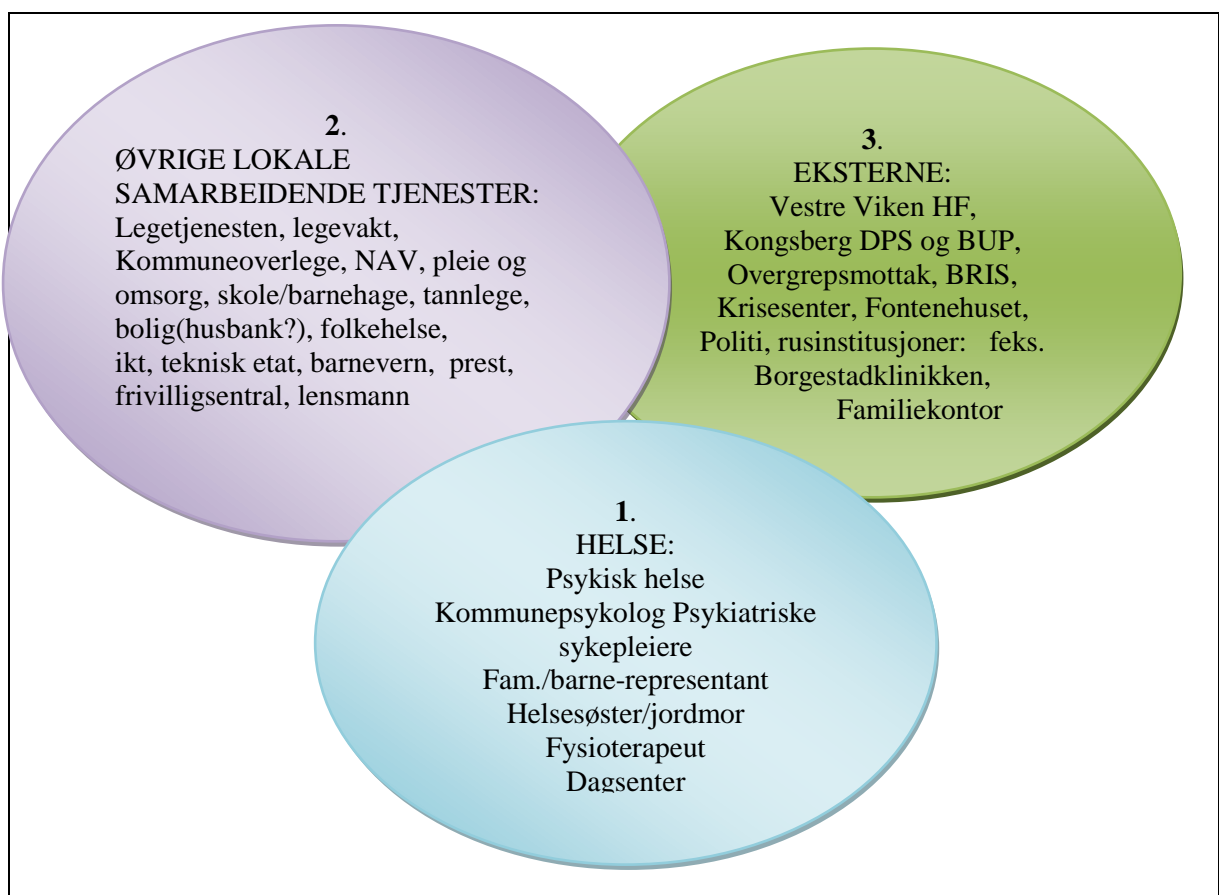 2.
ØVRIGE LOKALE
SAMARBEIDENDE TJENESTER:
Legetjenesten, legevakt,
Kommuneoverlege, NAV, pleie og
omsorg, skole/barnehage, tannlege,
bolig(husbank?), folkehelse,
ikt, teknisk etat, barnevern, prest,
frivilligsentral, lensmann
3.
EKSTERNE:
Vestre Viken HF,
Kongsberg DPS og BUP,
Overgrepsmottak, BRIS,
Krisesenter, Fontenehuset,
Politi, rusinstitusjoner: feks.
Borgestadklinikken,
Familiekontor
1.
HELSE:
Psykisk helse
Kommunepsykolog Psykiatriske
sykepleiere
Fam./barne-representant
Helsesøster/jordmor
Fysioterapeut
Dagsenter